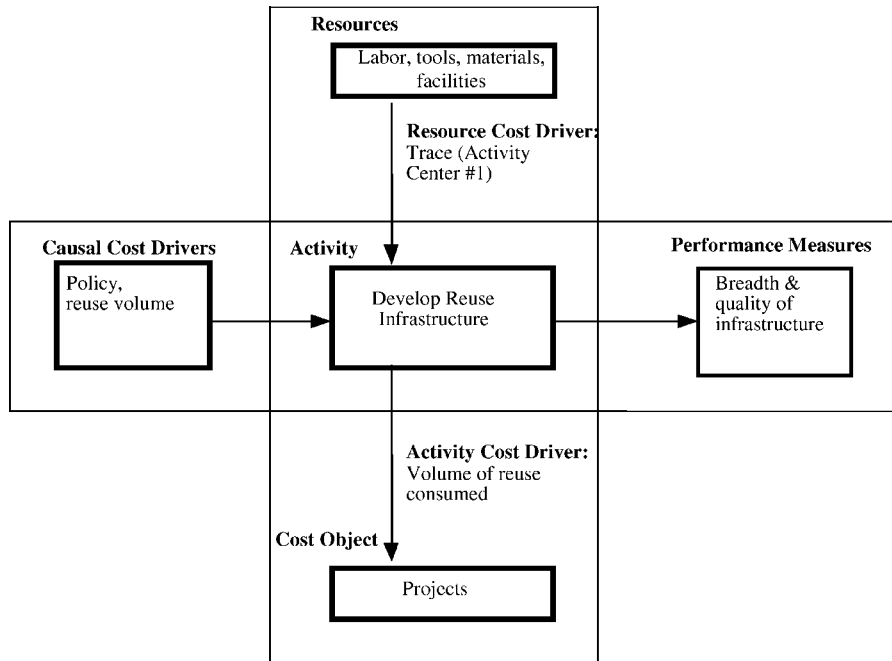 Resources
Labor, tools, materials,
facilities
Resource Cost Driver:
Trace (Activity
Center #1)
Causal Cost Drivers
Policy,
reuse volume
Activity
Develop Reuse
Infrastructure
Performance Measures
Breadth &
quality of
infrastructure
Activity Cost Driver:
Volume of reuse
consumed
Cost Object
Projects